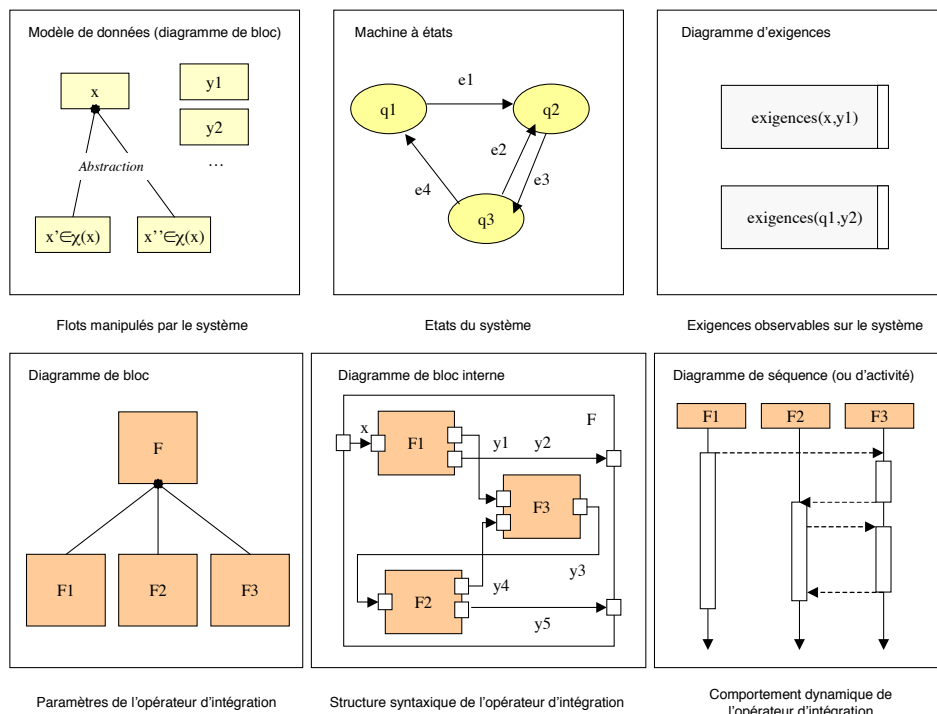 Modèle de données (diagramme de bloc)
x
y1
y2
…
Abstraction
x'∈χ(x)
x''∈χ(x)
Flots manipulés par le système
Machine à états
e1
q1
q2
e2
e3
e4
q3
Etats du système
Diagramme d'exigences
exigences(x,y1)
exigences(q1,y2)
Exigences observables sur le système
Diagramme de bloc
F
F1
F2
F3
Paramètres de l'opérateur d'intégration
Diagramme de bloc interne
F
x
F1
y1
y2
F3
y3
y4
F2
y5
Structure syntaxique de l'opérateur d'intégration
Diagramme de séquence (ou d'activité)
F1
F2
F3
Comportement dynamique de
l'opérateur d'intégration